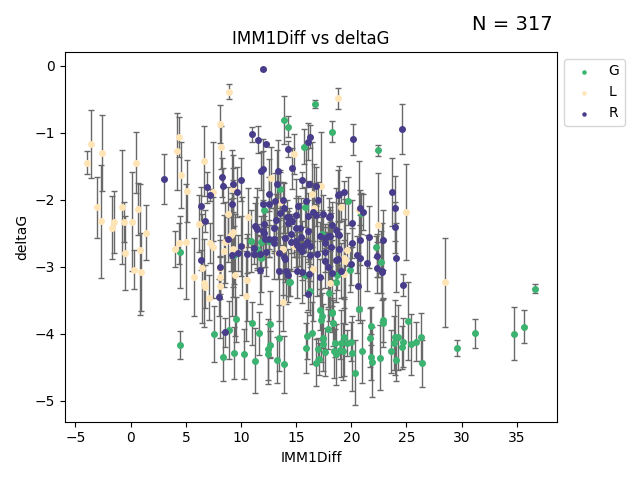 N = 317
IMM1Diff vs deltaG
G
L
R
deltaG
0
−1
−2
−3
−4
−5
−5 0 5 10 15 20 25 30 35
IMM1Diff